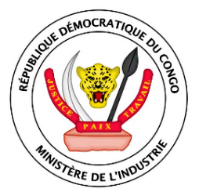 RÉPUBLIQUE DÉMOCRATIQUE DU CONGO
JUSTICE PAIX TRAVAIL
MINISTÈRE DE L'INDUSTRIE